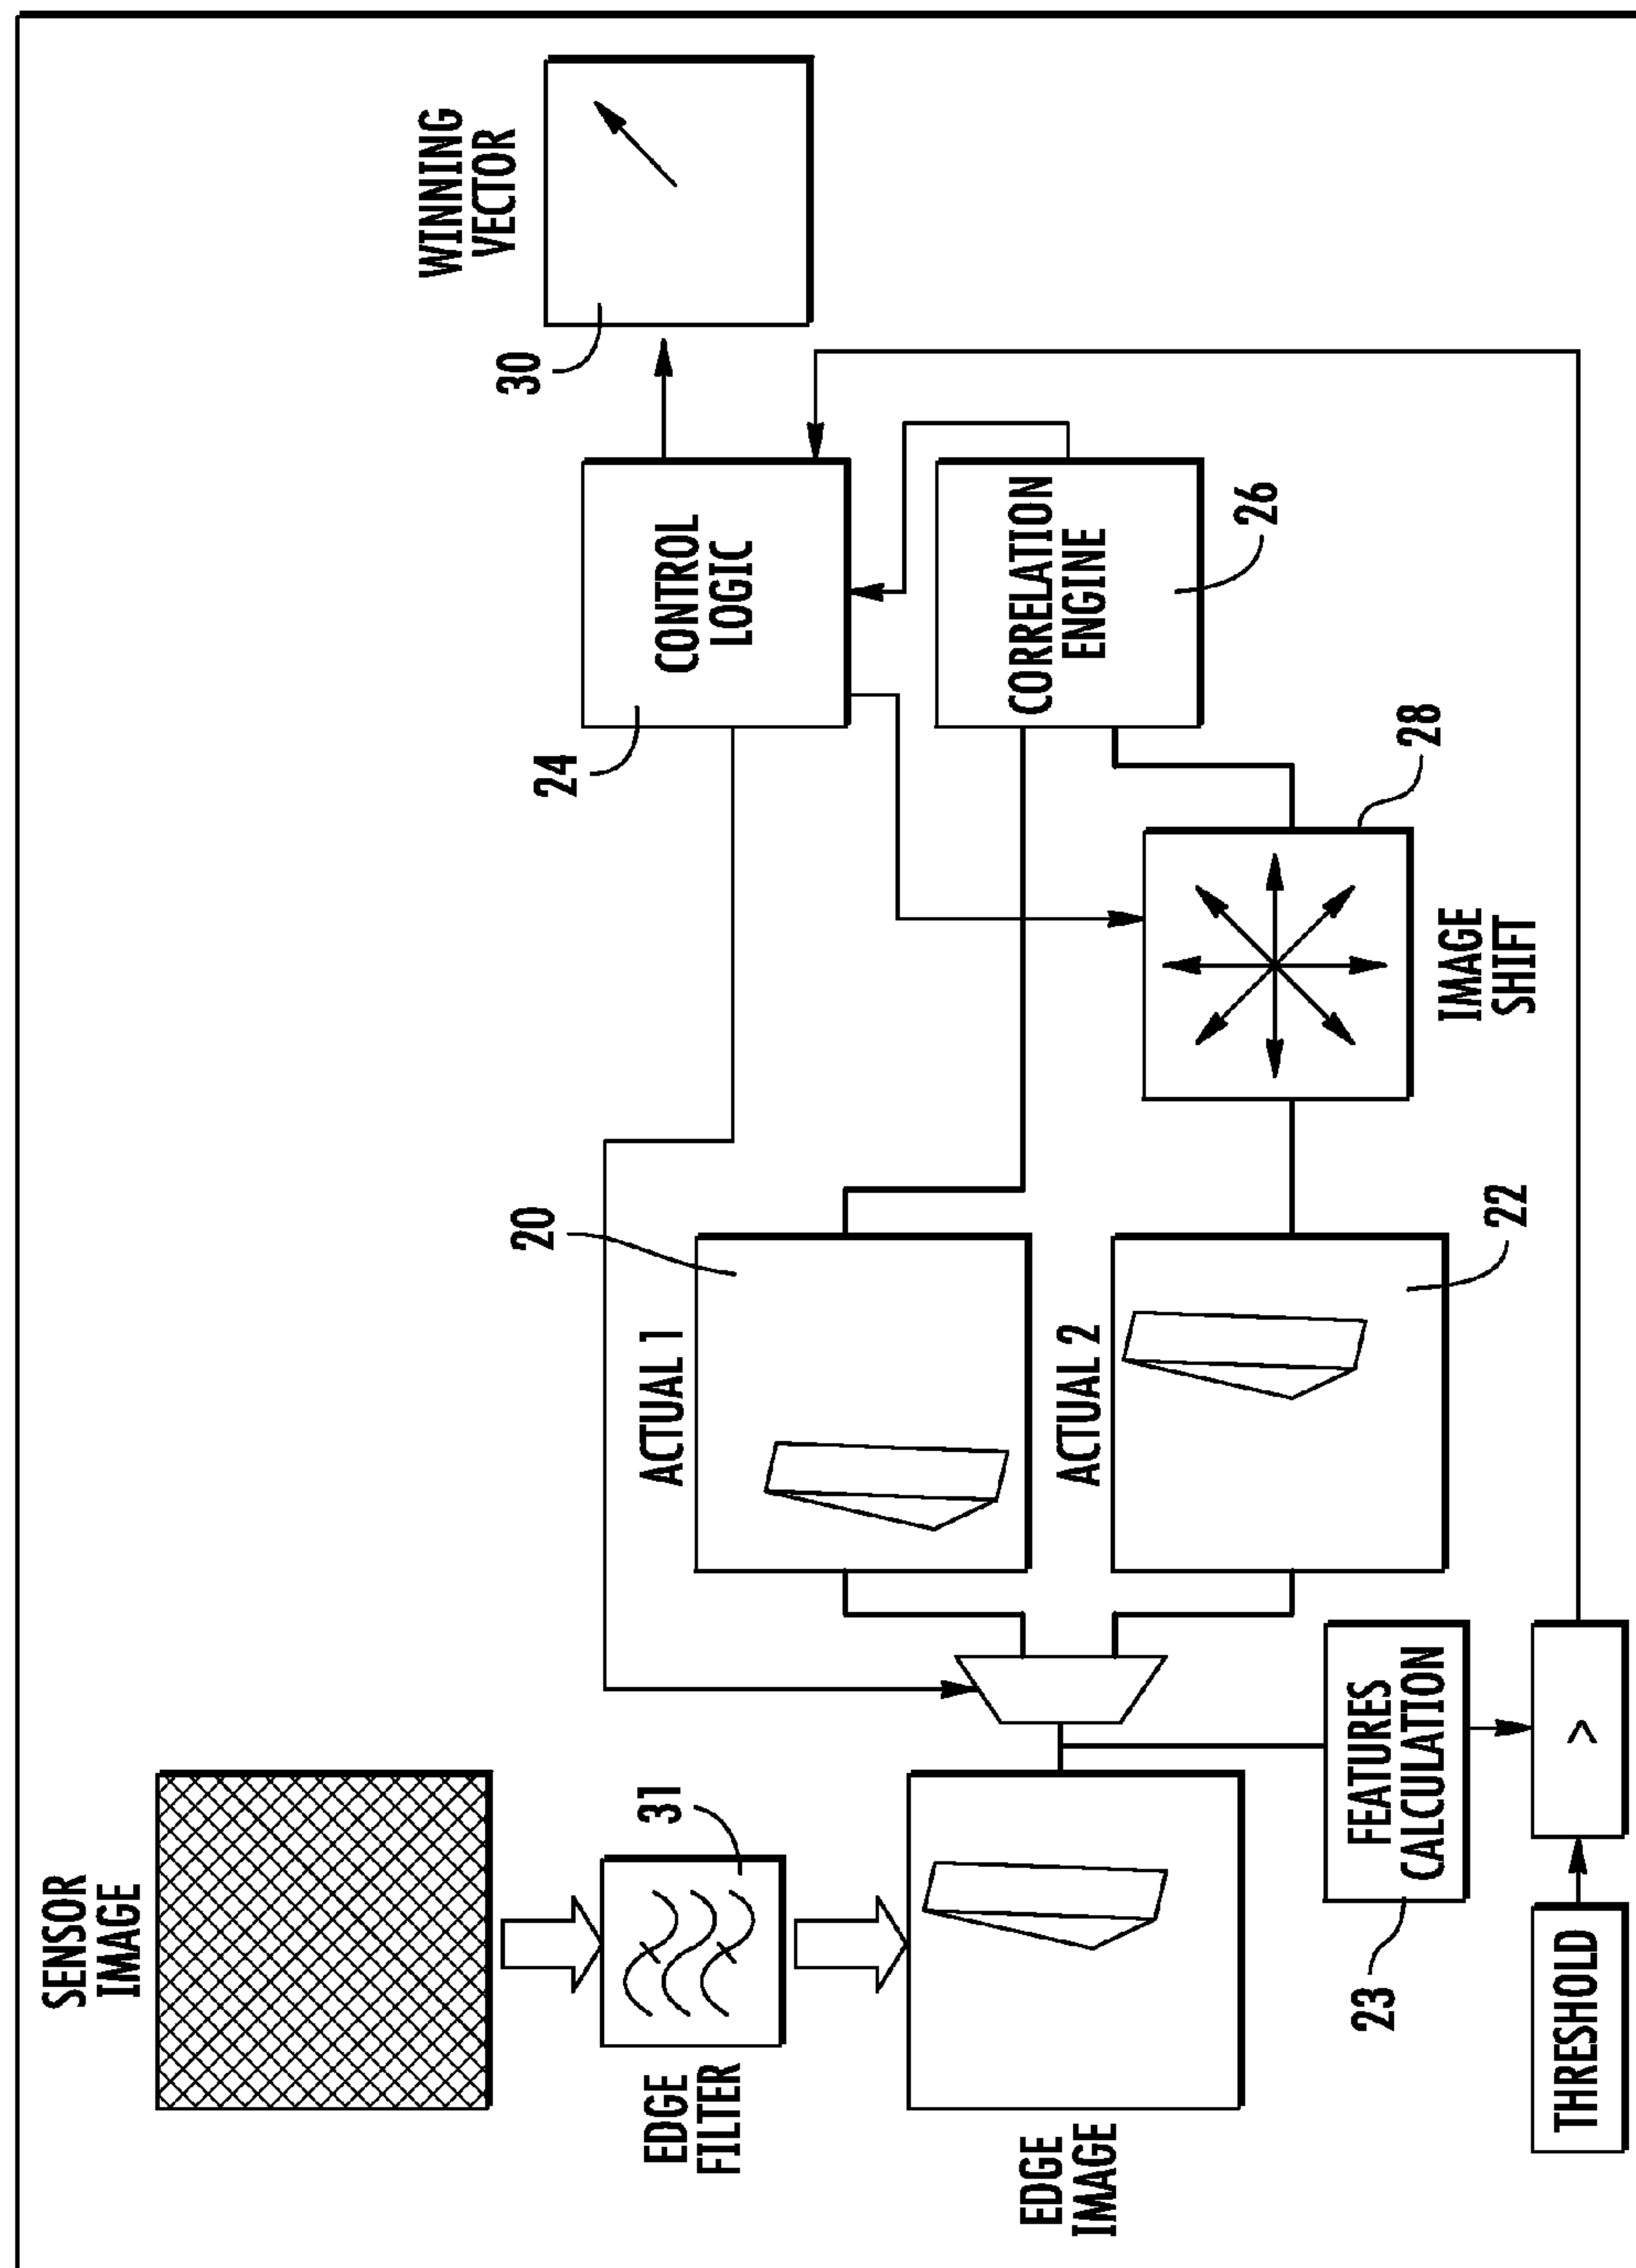 SENSOR
IMAGE
EDGE
FILTER
31
EDGE
IMAGE
FEATURES
CALCULATION
23
THRESHOLD
>
ACTUAL 1
20
ACTUAL 2
22
IMAGE
SHIFT
28
CONTROL
LOGIC
24
CORRELATION
ENGINE
26
WINNING
VECTOR
30